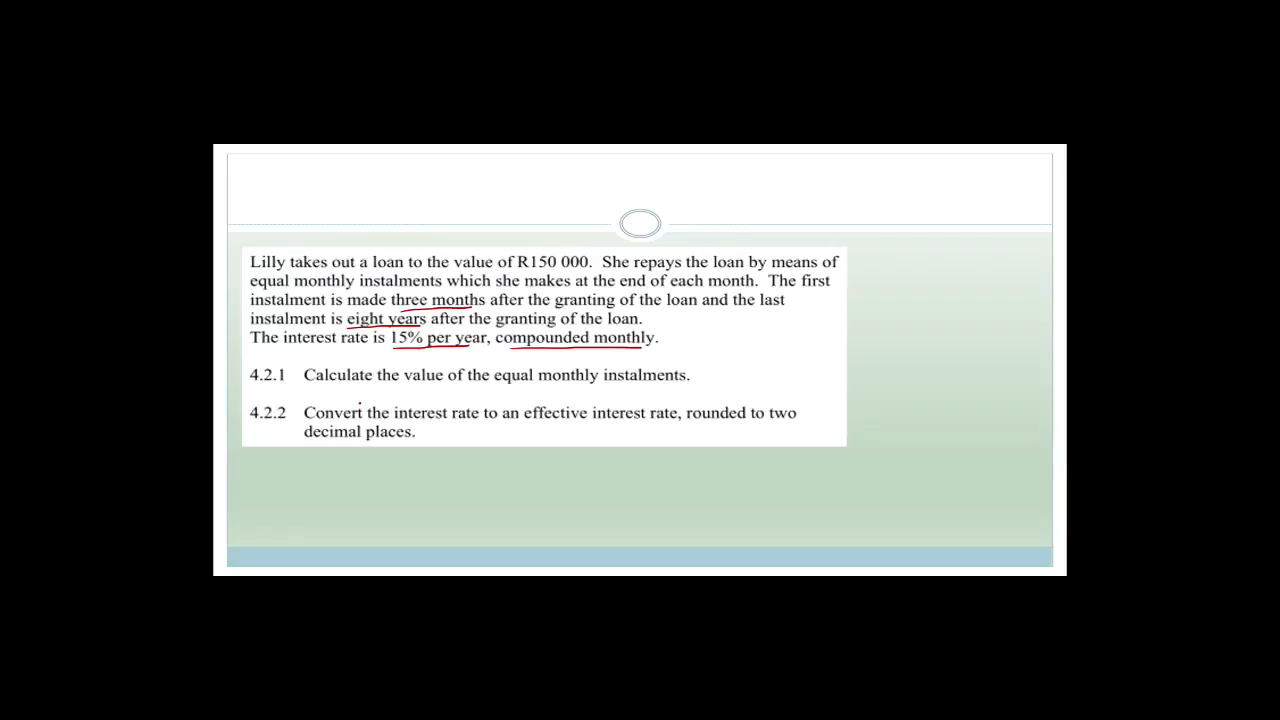 Lilly takes out a loan to the value of R150 000. She repays the loan by means of
equal monthly instalments which she makes at the end of each month. The first
instalment is made three months after the granting of the loan and the last
instalment is eight years after the granting of the loan.
The interest rate is 15% per year, compounded monthly.
4.2.1 Calculate the value of the equal monthly instalments.
4.2.2 Convert the interest rate to an effective interest rate, rounded to two
decimal places.